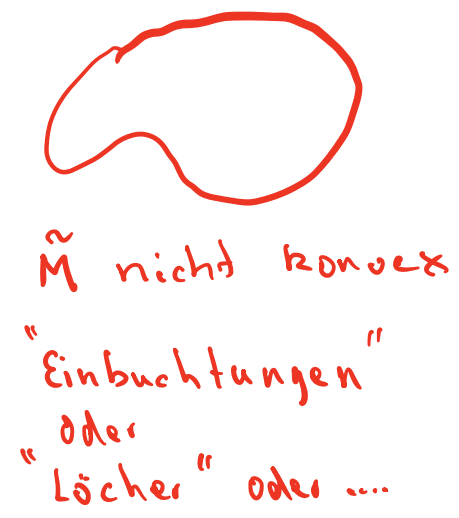 M̃ nicht konvex
"Einbuchtungen"
oder
"Löcher" oder ....